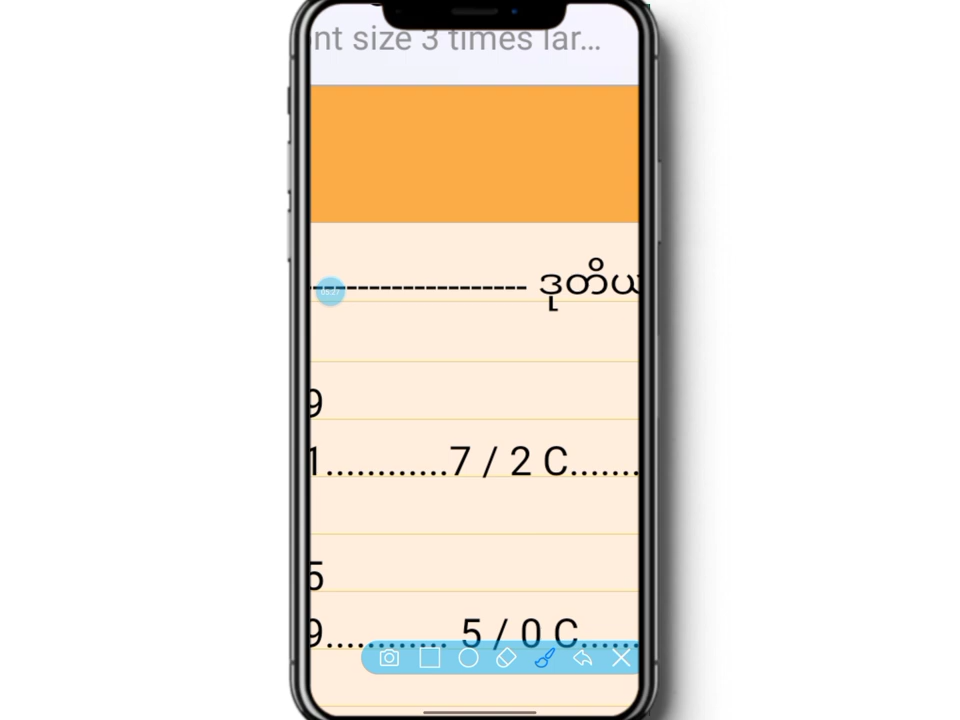 nt size 3 times lar...
-------------------- ဒုတိယ
9
1............7 / 2 C.......
5
9............ 5 / 0 C......